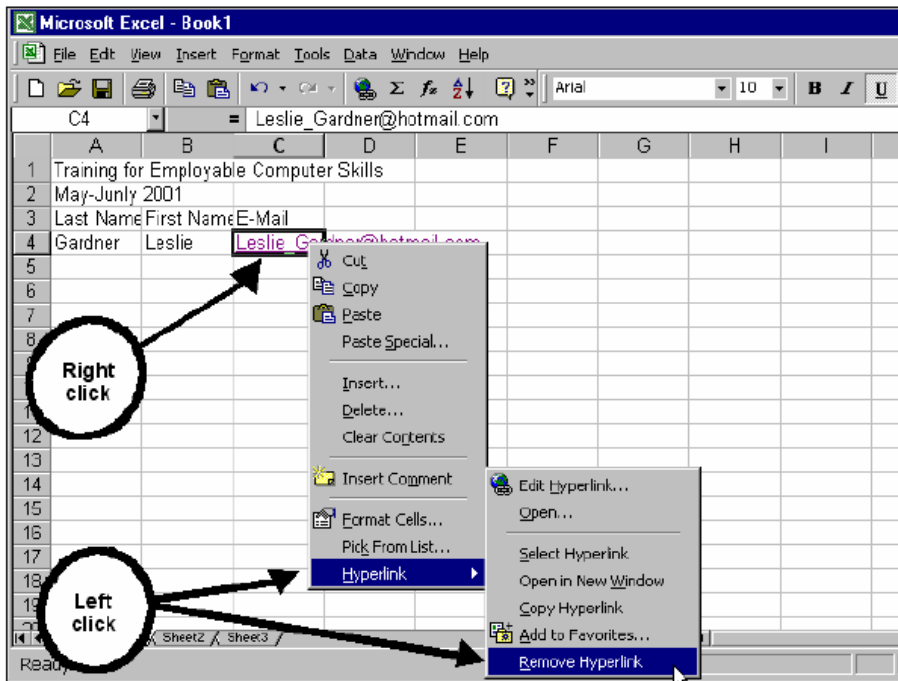 Microsoft Excel - Book1
File Edit View Insert Format Tools Data Window Help
Arial 10 B I U
C4 = Leslie_Gardner@hotmail.com
A B C D E F G H I
1 Training for Employable Computer Skills
2 May-Junly 2001
3 Last Name First Name E-Mail
4 Gardner Leslie Leslie_Gardner@hotmail.com
5
6
7
8
12
13
14
15
16
17
18
19
Right
click
Cut
Copy
Paste
Paste Special...
Insert...
Delete...
Clear Contents
Insert Comment
Format Cells...
Pick From List...
Hyperlink
Edit Hyperlink...
Open...
Select Hyperlink
Open in New Window
Copy Hyperlink
Add to Favorites...
Remove Hyperlink
Left
click
Sheet2 Sheet3